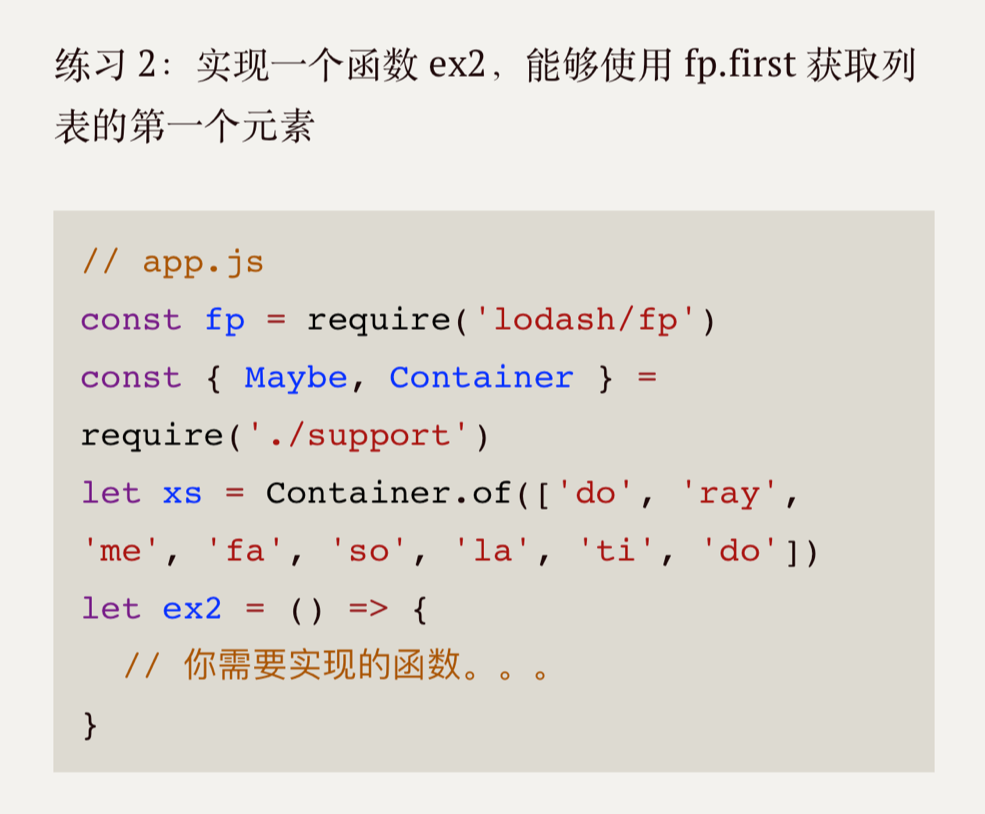 练习 2：实现一个函数 ex2，能够使用 fp.first 获取列
表的第一个元素
// app.js
const fp = require('lodash/fp')
const { Maybe, Container } =
require('./support')
let xs = Container.of(['do', 'ray',
'me', 'fa', 'so', 'la', 'ti', 'do'])
let ex2 = () => {
  // 你需要实现的函数。。。
}